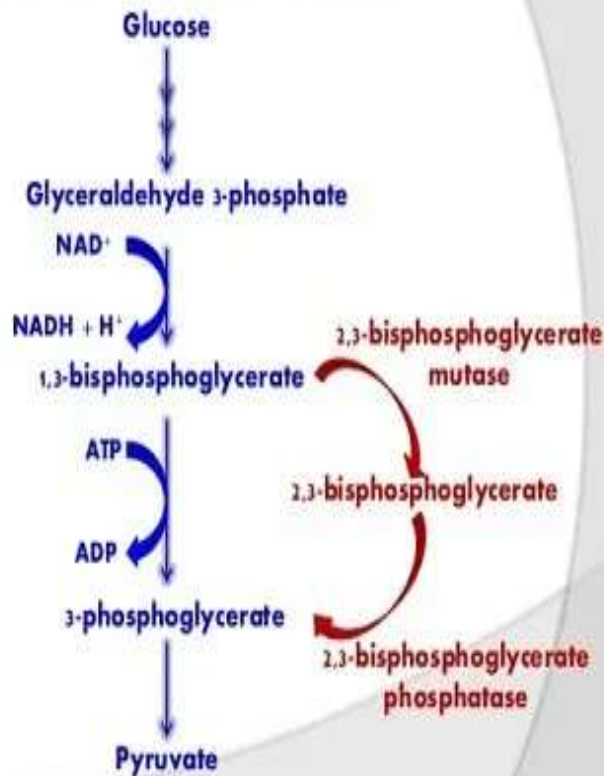 Glucose
Glyceraldehyde 3-phosphate
NAD⁺
NADH + H⁺
2,3-bisphosphoglycerate
mutase
1,3-bisphosphoglycerate
ATP
2,3-bisphosphoglycerate
ADP
3-phosphoglycerate
2,3-bisphosphoglycerate
phosphatase
Pyruvate